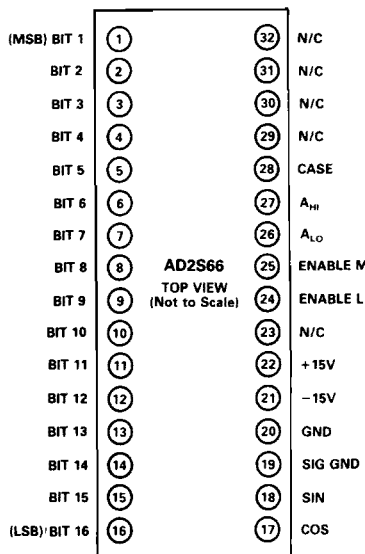 (MSB) BIT 1 1 32 N/C
BIT 2 2 31 N/C
BIT 3 3 30 N/C
BIT 4 4 29 N/C
BIT 5 5 28 CASE
BIT 6 6 27 A_HI
BIT 7 7 26 A_LO
BIT 8 8 AD2S66 25 ENABLE M
TOP VIEW
BIT 9 9 (Not to Scale) 24 ENABLE L
BIT 10 10 23 N/C
BIT 11 11 22 +15V
BIT 12 12 21 −15V
BIT 13 13 20 GND
BIT 14 14 19 SIG GND
BIT 15 15 18 SIN
(LSB) BIT 16 16 17 COS